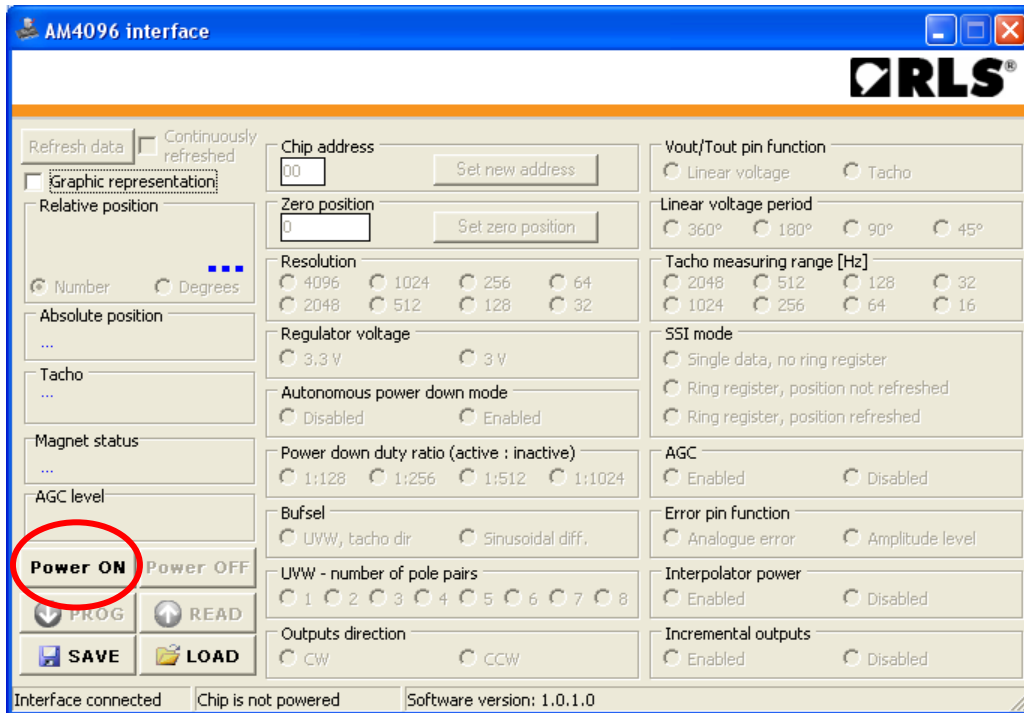 AM4096 interface
RLS®
Refresh data
Continuously
refreshed
Graphic representation
Relative position
...
Number Degrees
Absolute position
...
Tacho
...
Magnet status
...
AGC level
Power ON Power OFF
PROG READ
SAVE LOAD
Chip address
00 Set new address
Zero position
0 Set zero position
Resolution
4096 1024 256 64
2048 512 128 32
Regulator voltage
3.3 V 3 V
Autonomous power down mode
Disabled Enabled
Power down duty ratio (active : inactive)
1:128 1:256 1:512 1:1024
Bufsel
UVW, tacho dir Sinusoidal diff.
UVW - number of pole pairs
1 2 3 4 5 6 7 8
Outputs direction
CW CCW
Vout/Tout pin function
Linear voltage Tacho
Linear voltage period
360° 180° 90° 45°
Tacho measuring range [Hz]
2048 512 128 32
1024 256 64 16
SSI mode
Single data, no ring register
Ring register, position not refreshed
Ring register, position refreshed
AGC
Enabled Disabled
Error pin function
Analogue error Amplitude level
Interpolator power
Enabled Disabled
Incremental outputs
Enabled Disabled
Interface connected Chip is not powered Software version: 1.0.1.0